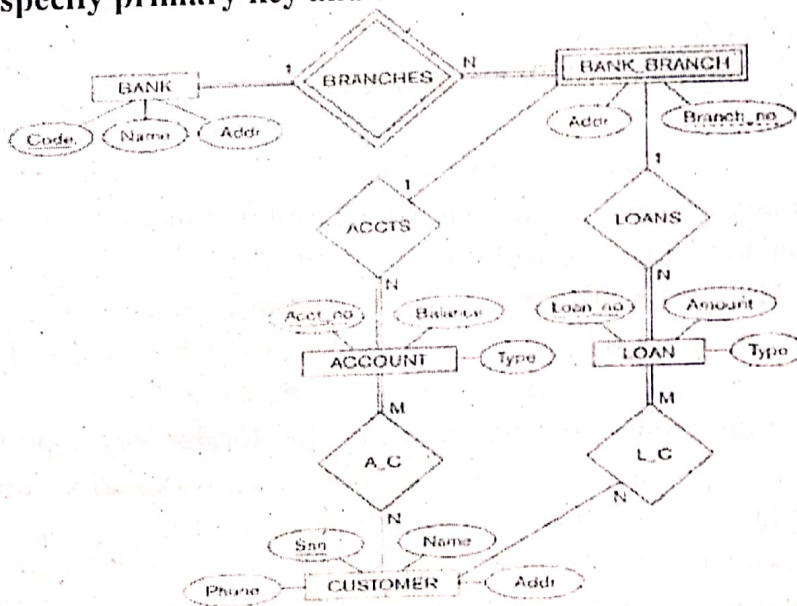 specify primary key and
1 BRANCHES N BANK_BRANCH
BANK
Code Name Addr
Addr Branch_no
1 1
ACCTS LOANS
N N
Acct_no Balance Loan_no Amount
ACCOUNT Type LOAN Type
M M
A_C L_C
N N
Ssn Name
Phone CUSTOMER Addr